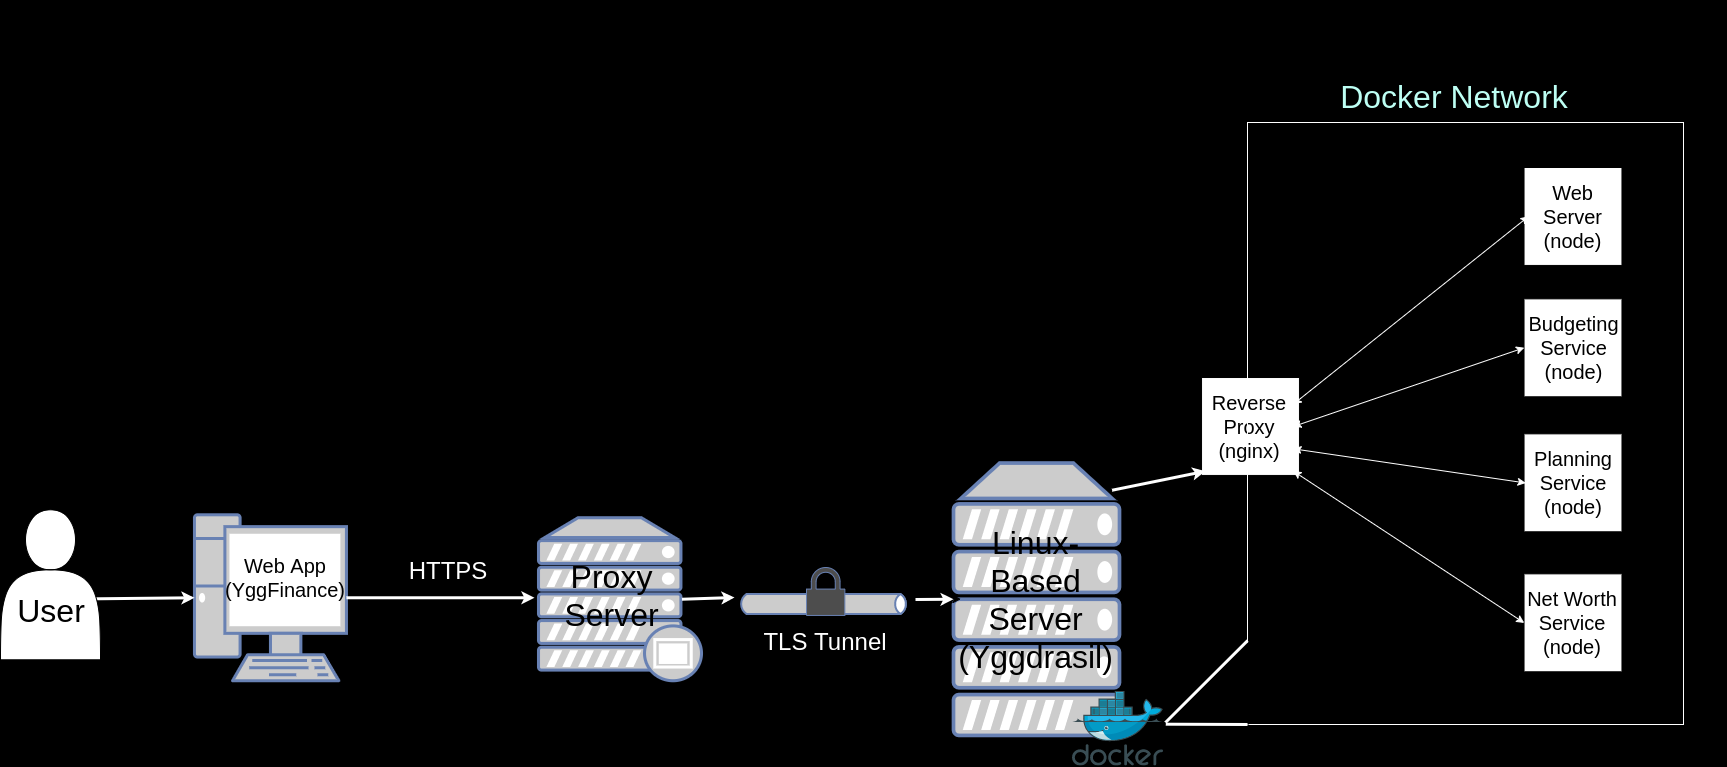 Docker Network
Web
Server
(node)
Budgeting
Service
(node)
Reverse
Proxy
(nginx)
Planning
Service
(node)
Net Worth
Service
(node)
User
Web App
(YggFinance)
HTTPS
Proxy
Server
TLS Tunnel
Linux-
Based
Server
(Yggdrasil)
docker